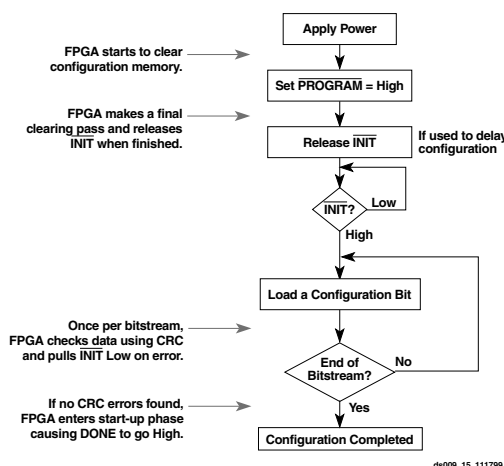 Apply Power
FPGA starts to clear
configuration memory.
Set PROGRAM = High
FPGA makes a final
clearing pass and releases
INIT when finished.
Release INIT
If used to delay
configuration
INIT?
Low
High
Load a Configuration Bit
Once per bitstream,
FPGA checks data using CRC
and pulls INIT Low on error.
End of
Bitstream?
No
Yes
If no CRC errors found,
FPGA enters start-up phase
causing DONE to go High.
Configuration Completed
ds009_15_111799